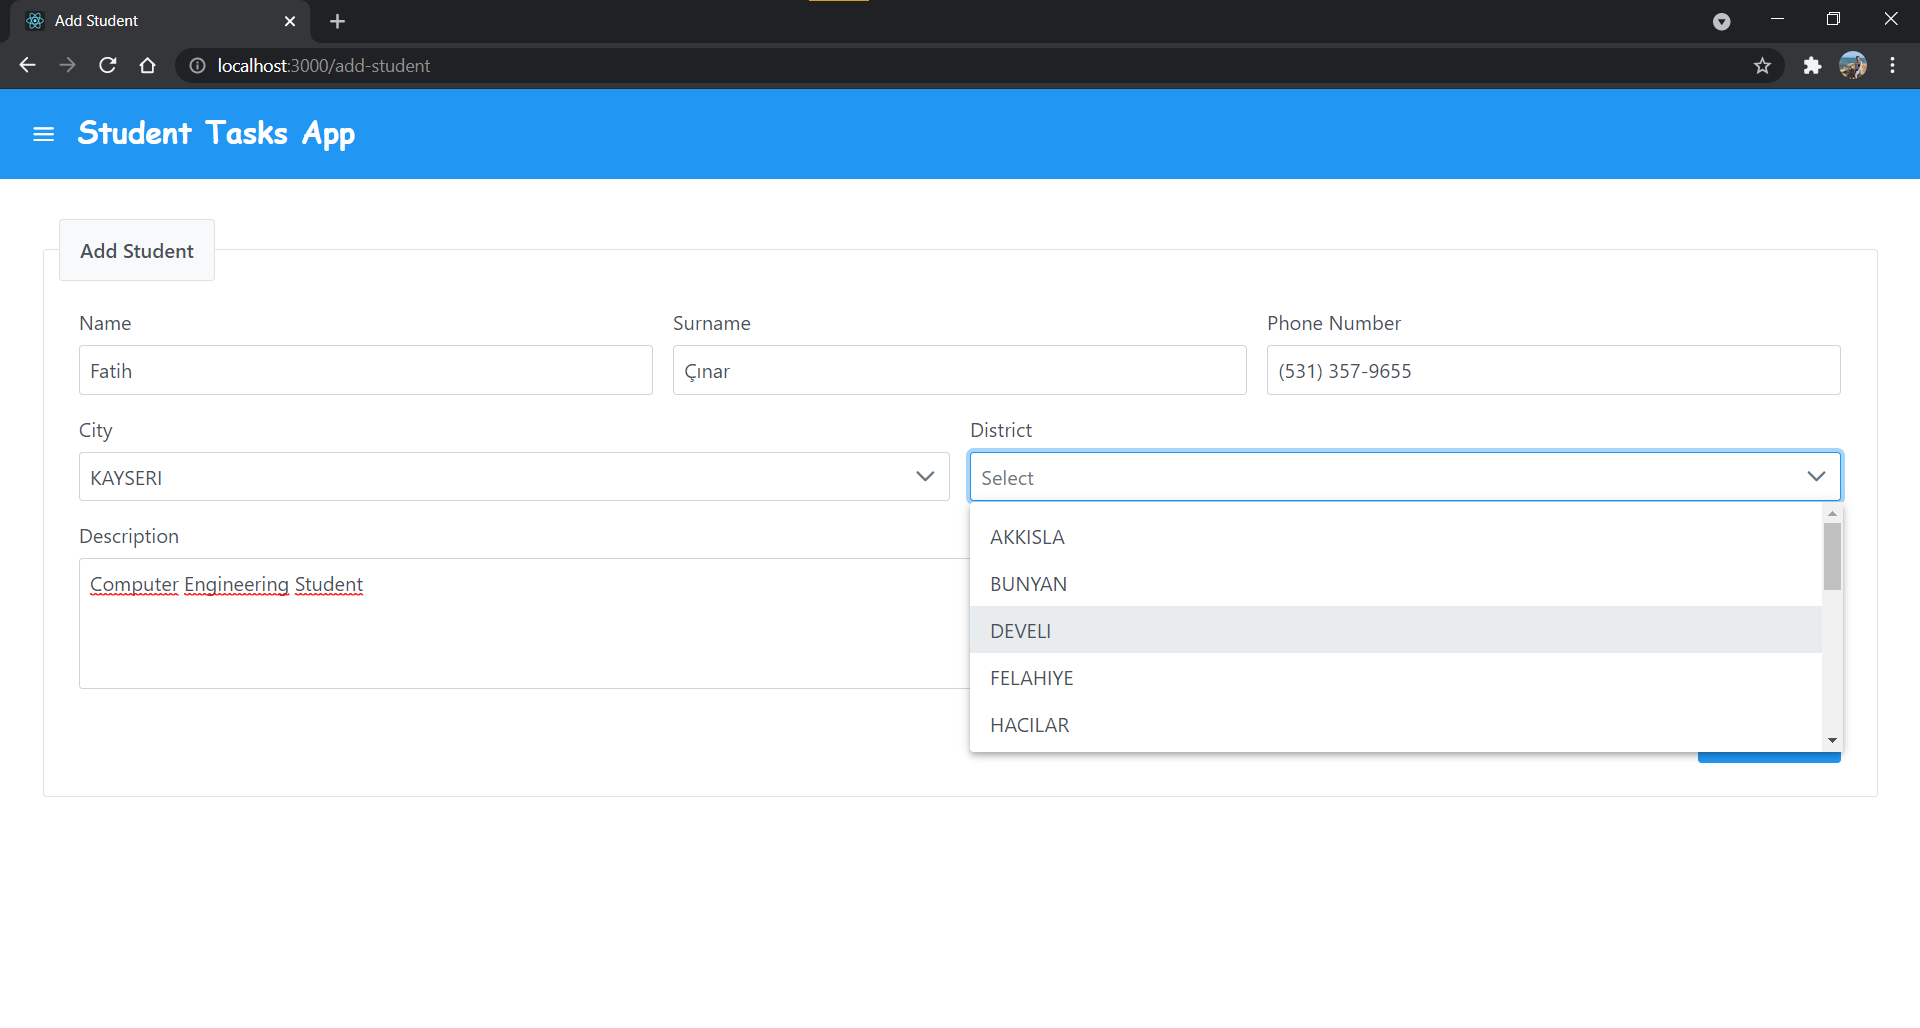 Add Student
localhost:3000/add-student
Student Tasks App
Add Student
Name
Surname
Phone Number
Fatih
Çınar
(531) 357-9655
City
District
KAYSERI
Select
Description
Computer Engineering Student
AKKISLA
BUNYAN
DEVELI
FELAHIYE
HACILAR